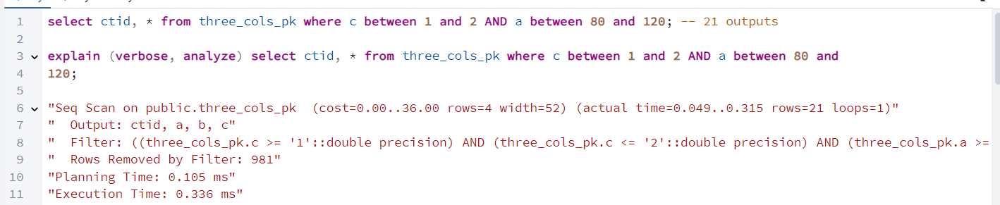 1 select ctid, * from three_cols_pk where c between 1 and 2 AND a between 80 and 120; -- 21 outputs
2
3 explain (verbose, analyze) select ctid, * from three_cols_pk where c between 1 and 2 AND a between 80 and
4 120;
5
6 "Seq Scan on public.three_cols_pk  (cost=0.00..36.00 rows=4 width=52) (actual time=0.049..0.315 rows=21 loops=1)"
7 "  Output: ctid, a, b, c"
8 "  Filter: ((three_cols_pk.c >= '1'::double precision) AND (three_cols_pk.c <= '2'::double precision) AND (three_cols_pk.a >=
9 "  Rows Removed by Filter: 981"
10 "Planning Time: 0.105 ms"
11 "Execution Time: 0.336 ms"